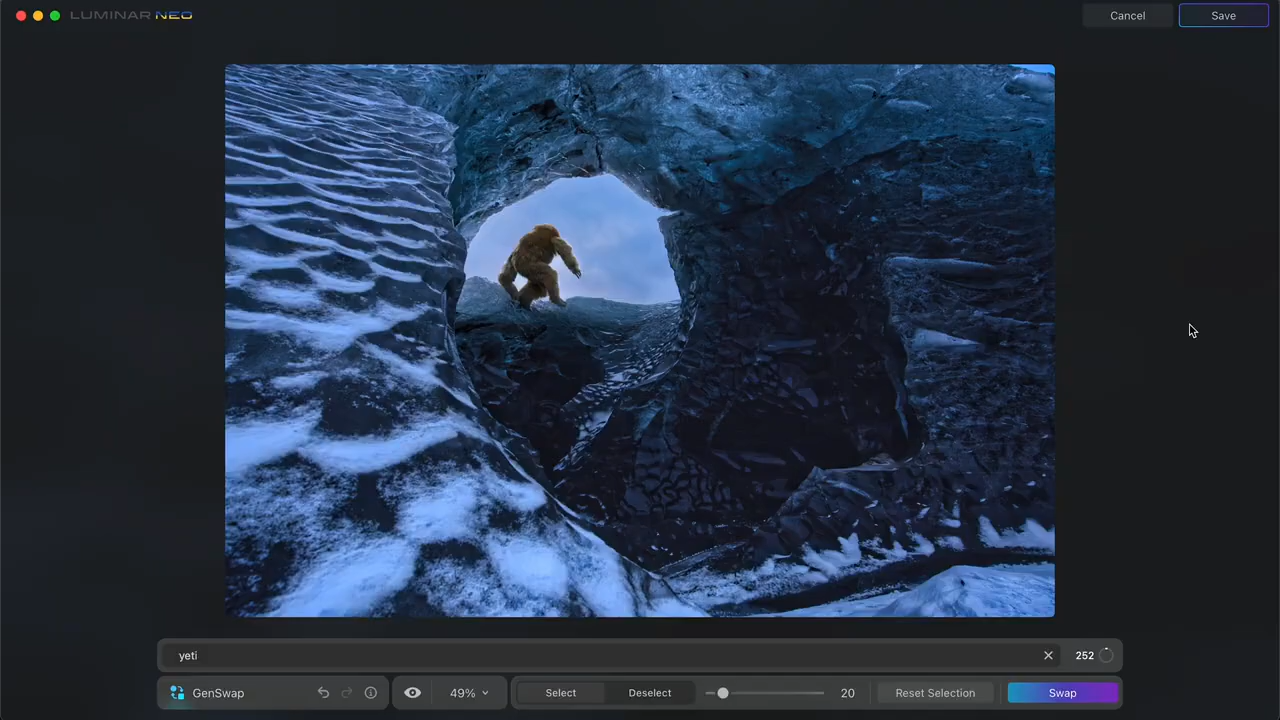 LUMINAR NEO
Cancel
Save
yeti
252
GenSwap
49%
Select
Deselect
20
Reset Selection
Swap